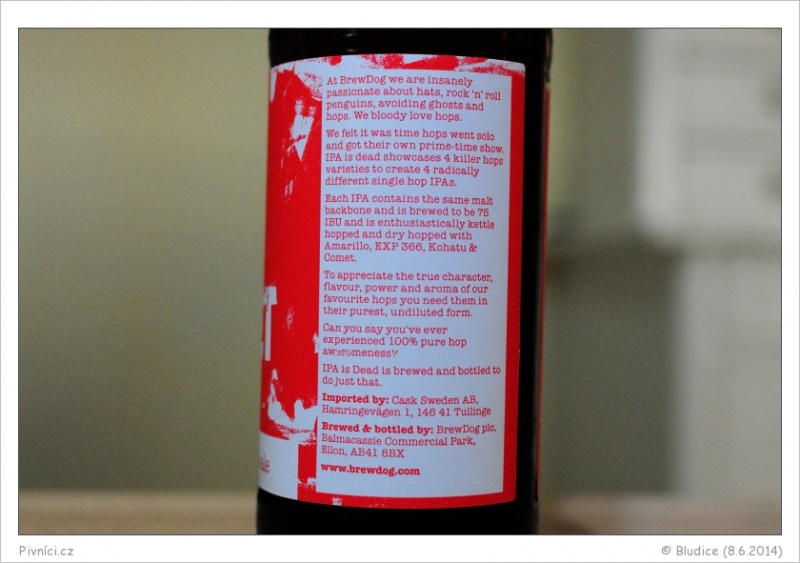 At BrewDog we are insanely
passionate about hats, rock 'n' roll
penguins, avoiding ghosts and
hops. We bloody love hops.
We felt it was time hops went solo
and got their own prime-time show.
IPA is dead showcases 4 killer hops
varieties to create 4 radically
different single hop IPAs.
Each IPA contains the same malt
backbone and is brewed to be 75
IBU and is enthusiastically kettle
hopped and dry hopped with
Amarillo, EXP 366, Kohatu &
Comet.
To appreciate the true character,
flavour, power and aroma of our
favourite hops you need them in
their purest, undiluted form.
Can you say you've ever
experienced 100% pure hop
awesomeness?
IPA is Dead is brewed and bottled to
do just that.
Imported by: Cask Sweden AB,
Hamringevägen 1, 146 41 Tullinge
Brewed & bottled by: BrewDog plc,
Balmacassie Commercial Park,
Ellon, AB41 8BX
www.brewdog.com
Pivníci.cz
© Bludice (8.6.2014)